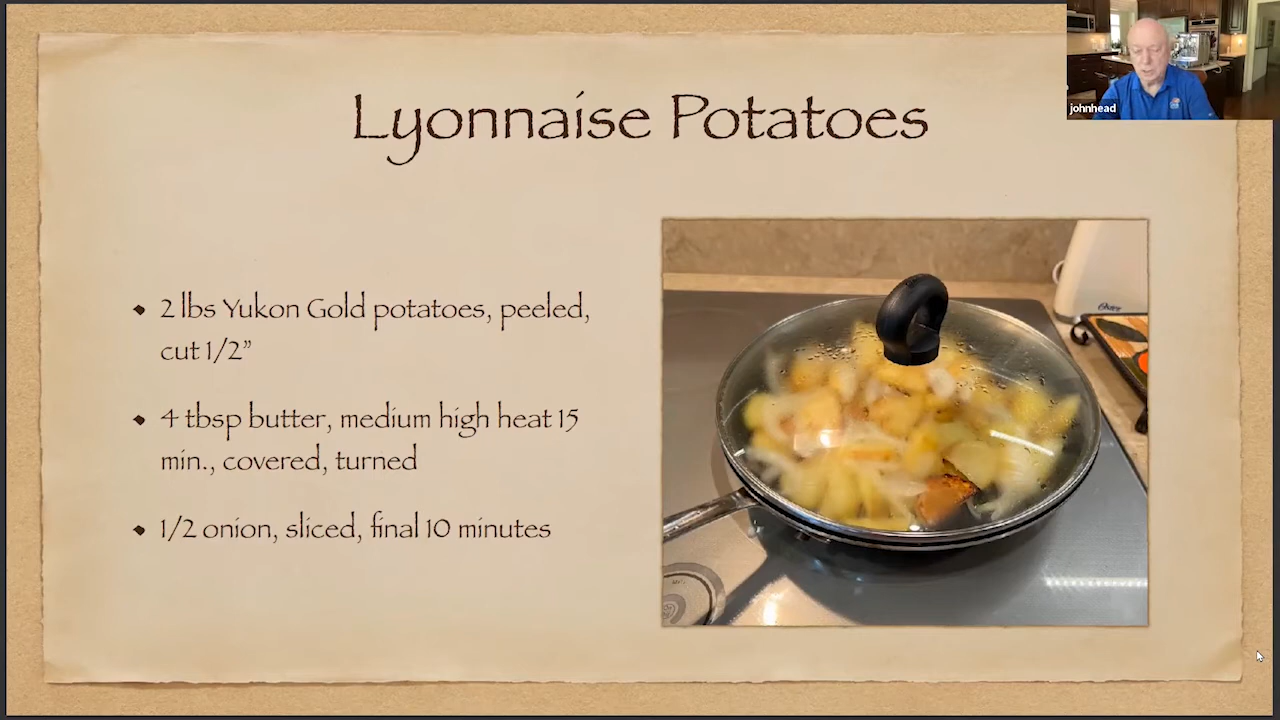 johnhead
Lyonnaise Potatoes
2 lbs Yukon Gold potatoes, peeled,
cut 1/2”
4 tbsp butter, medium high heat 15
min., covered, turned
1/2 onion, sliced, final 10 minutes
Oster